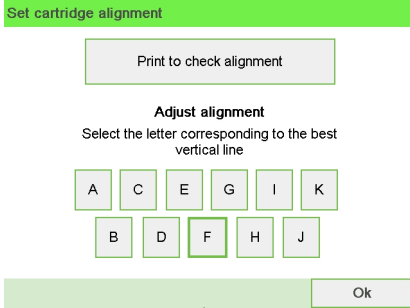 Set cartridge alignment
Print to check alignment
Adjust alignment
Select the letter corresponding to the best
vertical line
A C E G I K
B D F H J
Ok